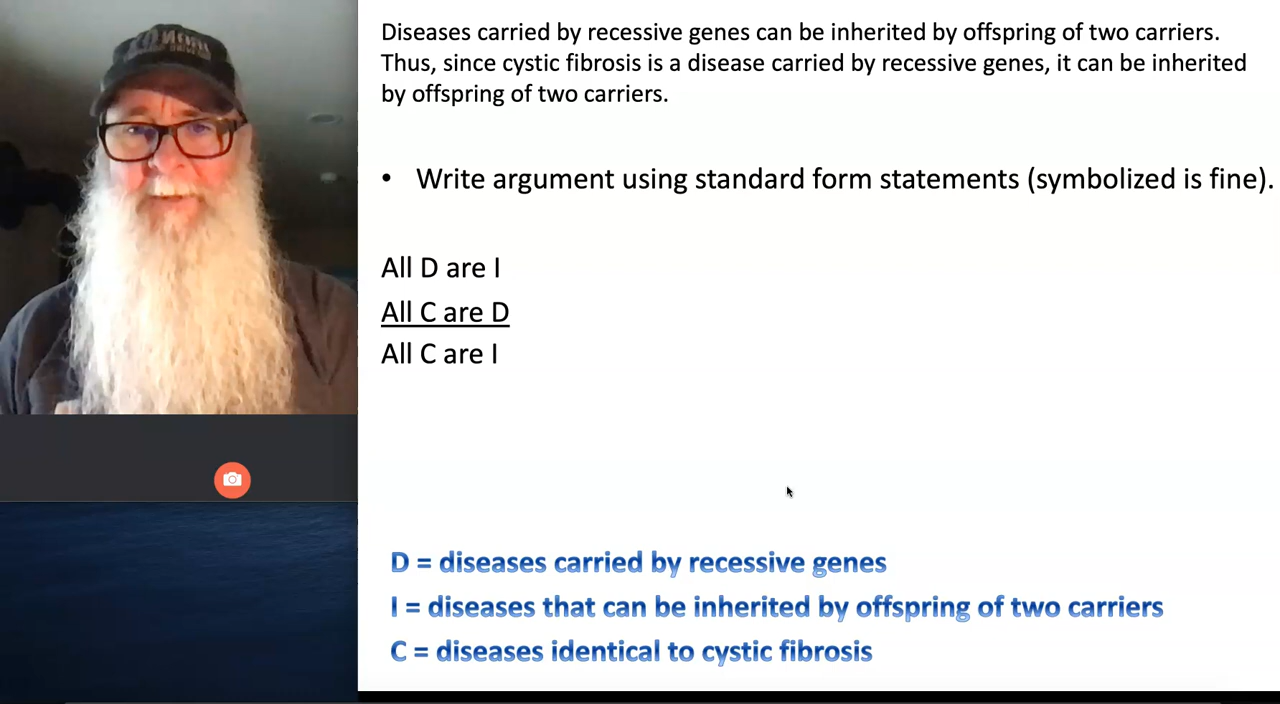 Diseases carried by recessive genes can be inherited by offspring of two carriers.
Thus, since cystic fibrosis is a disease carried by recessive genes, it can be inherited
by offspring of two carriers.
• Write argument using standard form statements (symbolized is fine).
All D are I
All C are D
All C are I
D = diseases carried by recessive genes
I = diseases that can be inherited by offspring of two carriers
C = diseases identical to cystic fibrosis